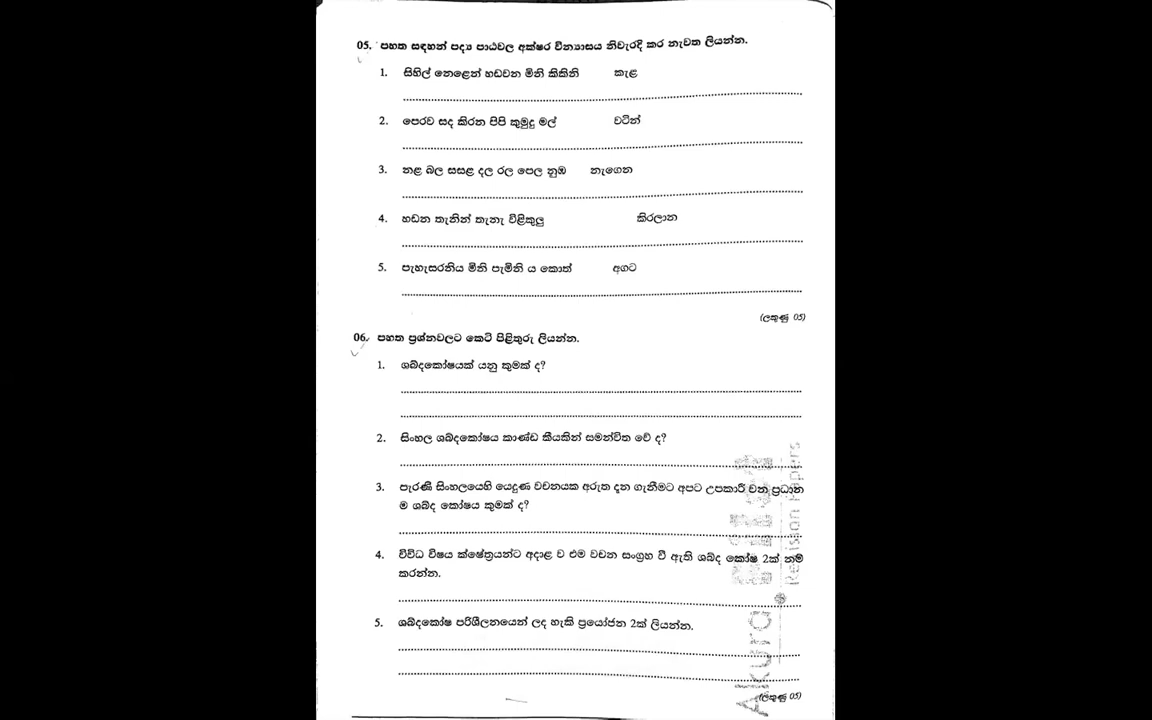 05. පහත සඳහන් පද්‍ය පාඨවල අක්ෂර වින්‍යාසය නිවැරදි කර නැවත ලියන්න.
1. සිහිල් නෙළෙන් හඩවන මිනි කිකිනි කැළ
2. පෙරව සද කිරන පිපි කුමුදු මල් වටින්
3. නළ බල සසළ දල රල පෙල නුඹ නැගෙන
4. හඩන තැනින් තැනැ විළිකුලු කිරලාන
5. පැහැසරනිය මිනි පැමිනි ය කොත් අගට
(ලකුණු 05)
06. පහත ප්‍රශ්නවලට කෙටි පිළිතුරු ලියන්න.
1. ශබ්දකෝෂයක් යනු කුමක් ද?
2. සිංහල ශබ්දකෝෂය කාණ්ඩ කීයකින් සමන්විත වේ ද?
3. පැරණි සිංහලයෙහි යෙදුණ වචනයක අරුත දැන ගැනීමට අපට උපකාරී වන ප්‍රධාන
ම ශබ්ද කෝෂය කුමක් ද?
4. විවිධ විෂය ක්ෂේත්‍රයන්ට අදාළ ව එම වචන සංග්‍රහ වී ඇති ශබ්ද කෝෂ 2ක් නම්
කරන්න.
5. ශබ්දකෝෂ පරිශීලනයෙන් ලද හැකි ප්‍රයෝජන 2ක් ලියන්න.
(ලකුණු 05)
Akura
Revision Papers